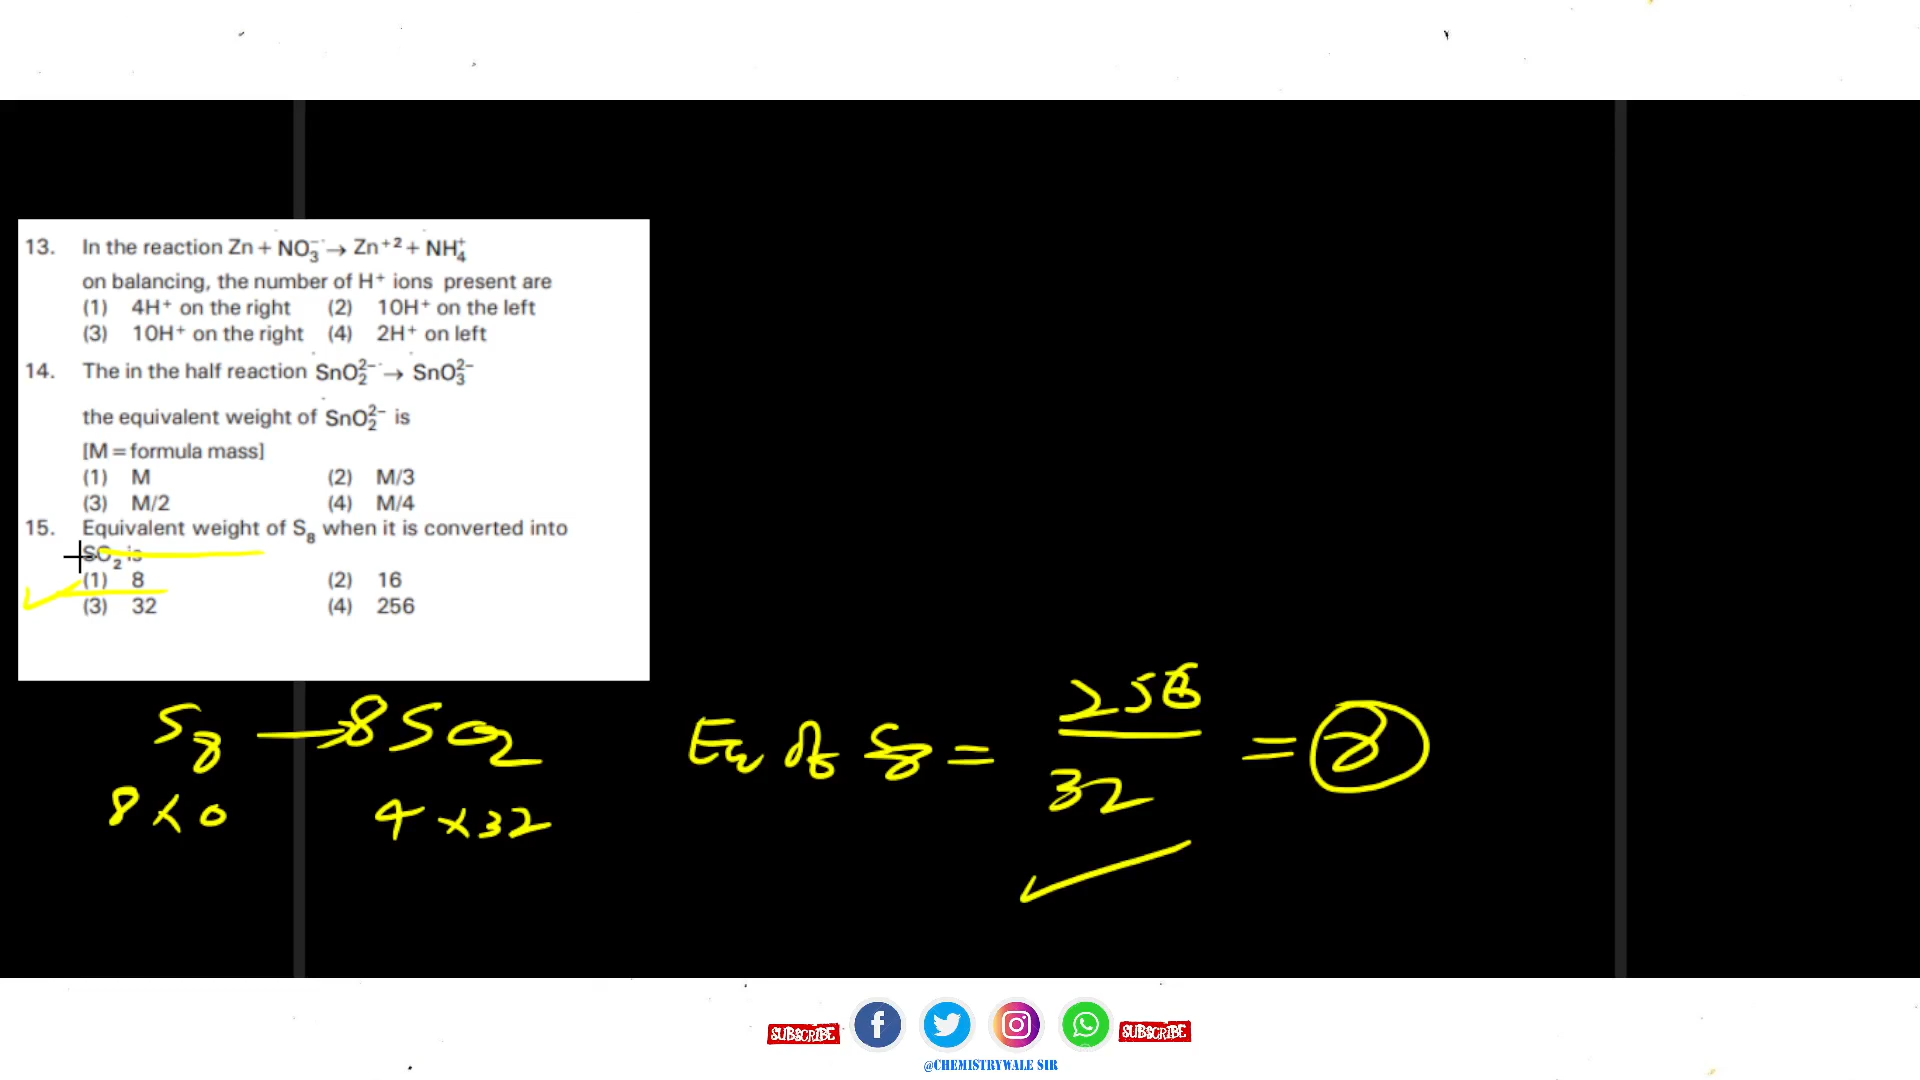 13. In the reaction Zn + NO₃⁻ → Zn⁺² + NH₄⁺
on balancing, the number of H⁺ ions present are
(1) 4H⁺ on the right (2) 10H⁺ on the left
(3) 10H⁺ on the right (4) 2H⁺ on left
14. The in the half reaction SnO₂²⁻ → SnO₃²⁻
the equivalent weight of SnO₂²⁻ is
[M = formula mass]
(1) M (2) M/3
(3) M/2 (4) M/4
15. Equivalent weight of S₈ when it is converted into
SO₂ is
(1) 8 (2) 16
(3) 32 (4) 256
S₈ → 8SO₂
8 × 0 4 × 32
Ew of S₈ = 256/32 = 8
SUBSCRIBE SUBSCRIBE
@CHEMISTRYWALE SIR